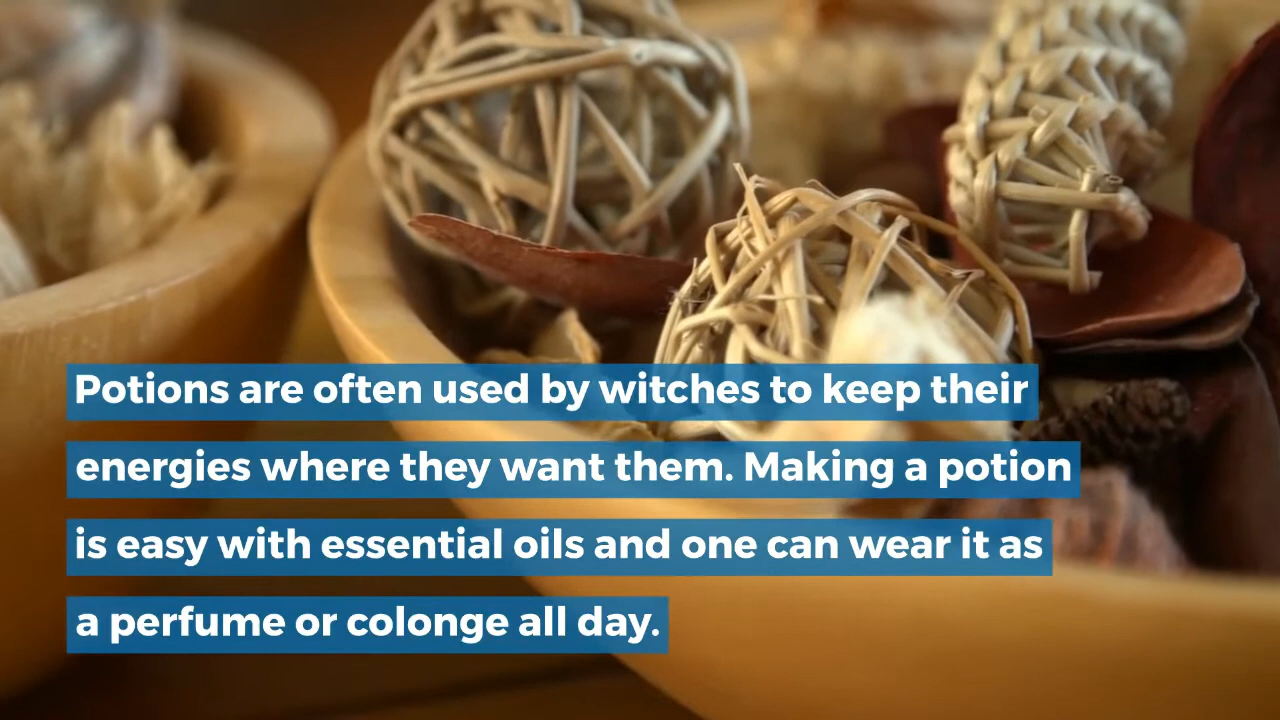 Potions are often used by witches to keep their
energies where they want them. Making a potion
is easy with essential oils and one can wear it as
a perfume or colonge all day.